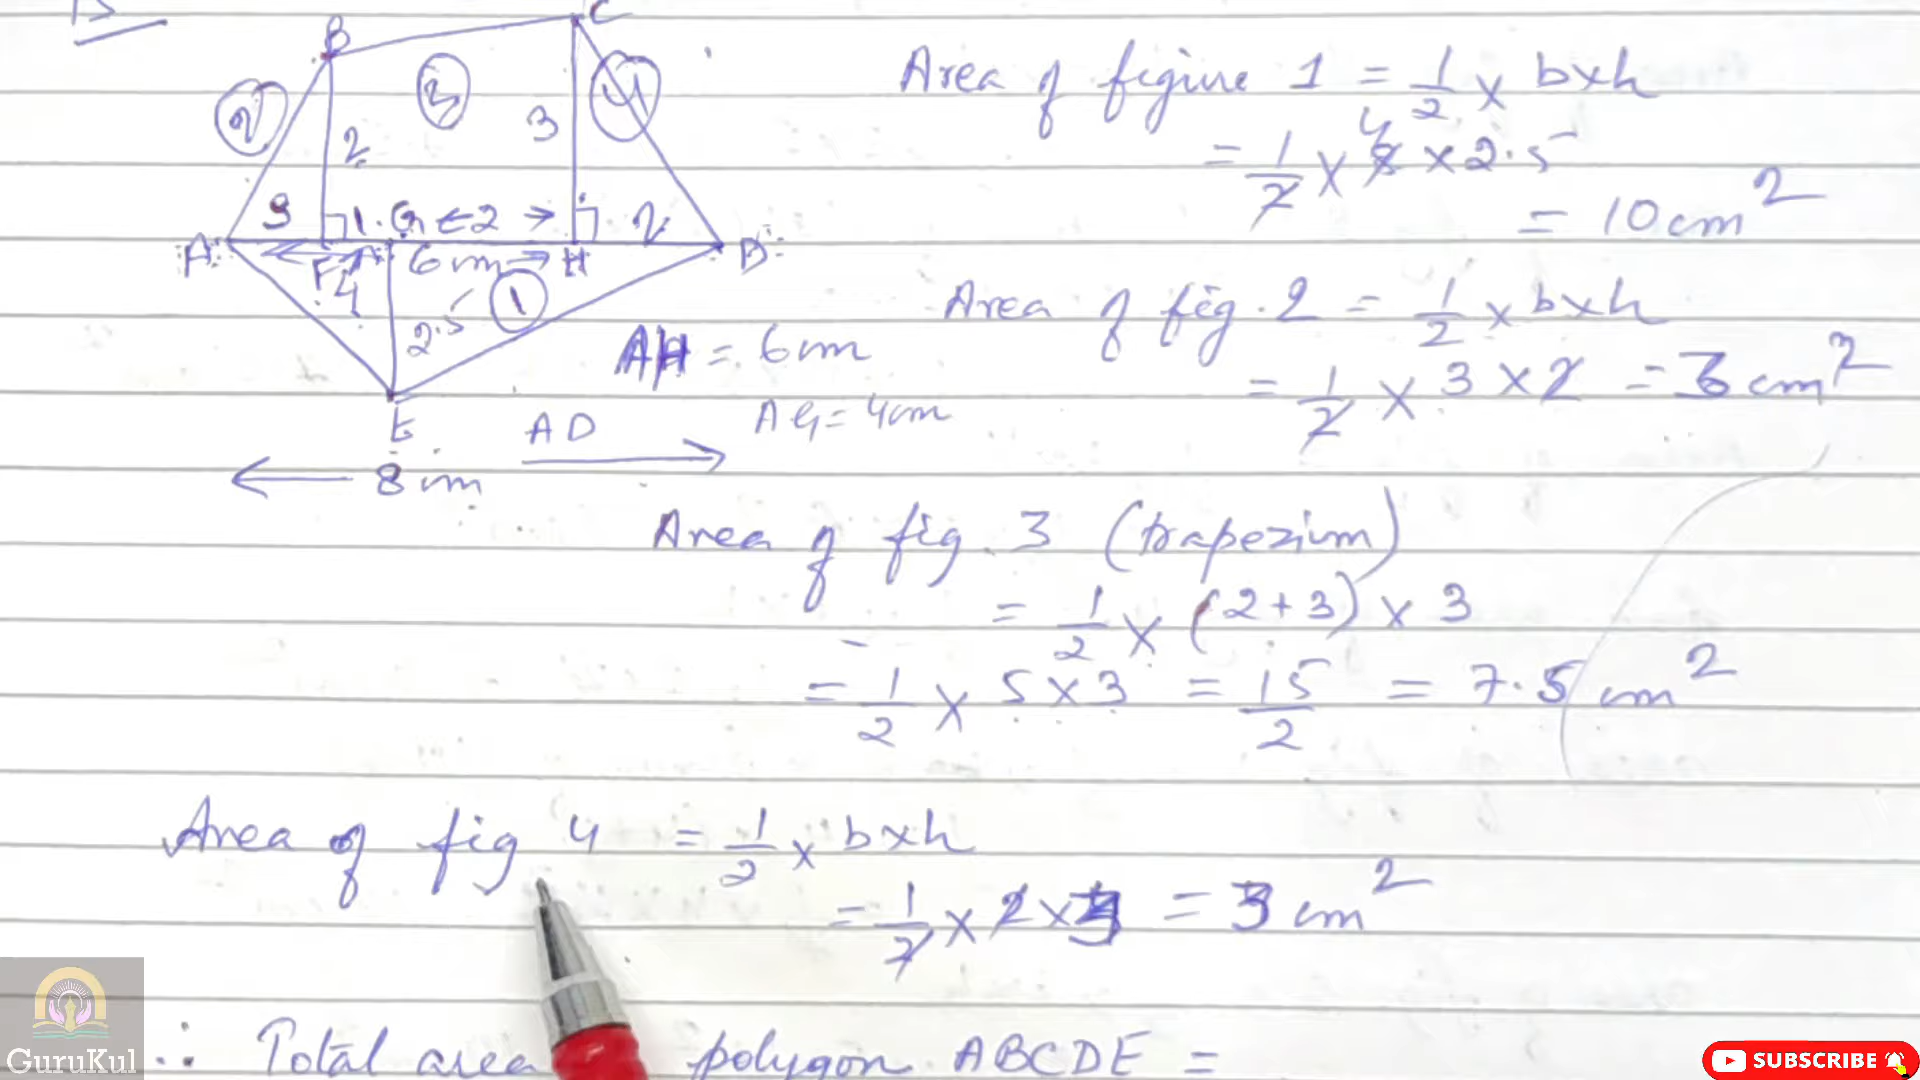 B
C
2
3
4
2
3
3
1. G ← 2 →
2
A
F
6 cm
H
D
4
1
2.5
E
AH = 6 cm
AG = 4 cm
AD
8 cm
Area of figure 1 = 1/2 × b×h
= 1/2 × 8 4 × 2.5
= 10 cm²
Area of fig. 2 = 1/2 × b×h
= 1/2 × 3 × 2 = 3 cm²
Area of fig. 3 (trapezium)
= 1/2 × (2+3) × 3
= 1/2 × 5 × 3 = 15/2 = 7.5 cm²
Area of fig 4 = 1/2 × b×h
= 1/2 × 2 × 3 = 3 cm²
∴ Total area polygon ABCDE =
GuruKul
SUBSCRIBE